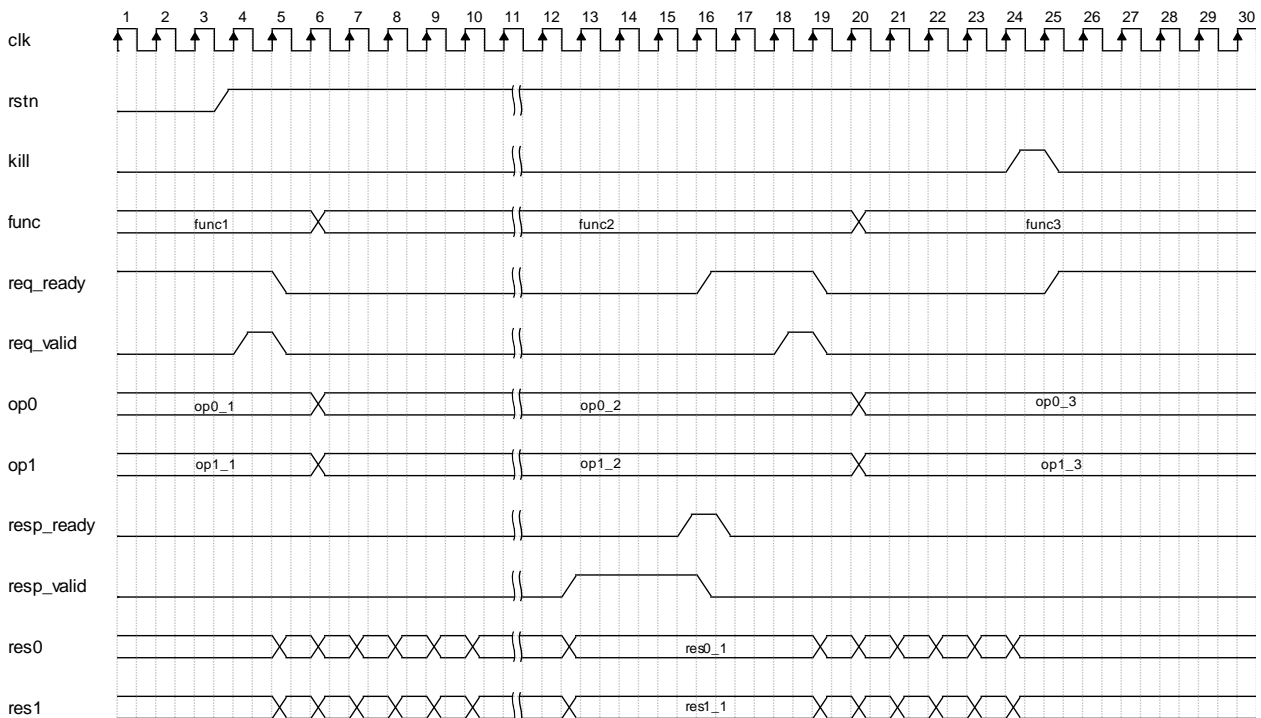 1 2 3 4 5 6 7 8 9 10 11 12 13 14 15 16 17 18 19 20 21 22 23 24 25 26 27 28 29 30
clk
rstn
kill
func func1 func2 func3
req_ready
req_valid
op0 op0_1 op0_2 op0_3
op1 op1_1 op1_2 op1_3
resp_ready
resp_valid
res0 res0_1
res1 res1_1